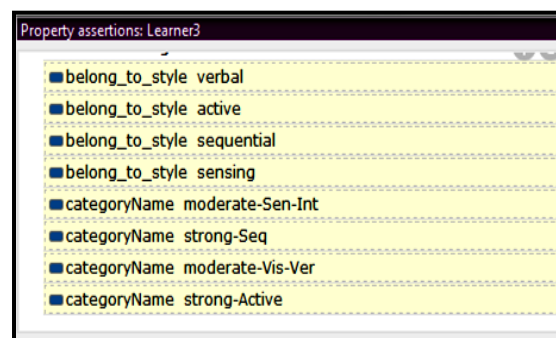 Property assertions: Learner3
belong_to_style verbal
belong_to_style active
belong_to_style sequential
belong_to_style sensing
categoryName moderate-Sen-Int
categoryName strong-Seq
categoryName moderate-Vis-Ver
categoryName strong-Active